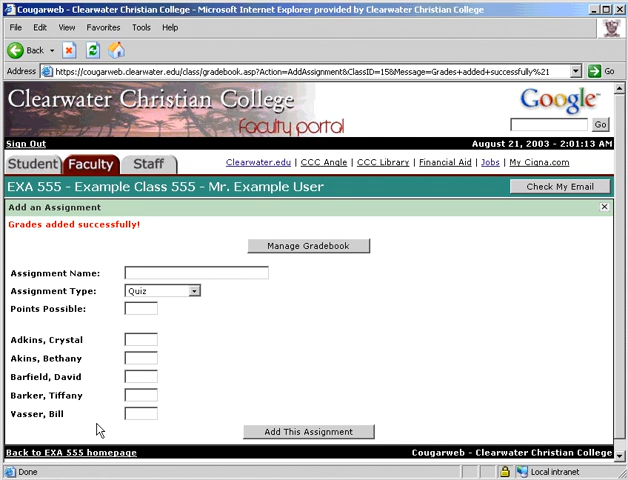 Cougarweb - Clearwater Christian College - Microsoft Internet Explorer provided by Clearwater Christian College
File Edit View Favorites Tools Help
Back
Address https://cougarweb.clearwater.edu/class/gradebook.asp?Action=AddAssignment&ClassID=15&Message=Grades+added+successfully%21 Go
Clearwater Christian College
Faculty portal
Google
Go
Sign Out August 21, 2003 - 2:01:13 AM
Student Faculty Staff Clearwater.edu | CCC Angle | CCC Library | Financial Aid | Jobs | My Cigna.com
EXA 555 - Example Class 555 - Mr. Example User Check My Email
Add an Assignment
Grades added successfully!
Manage Gradebook
Assignment Name:
Assignment Type: Quiz
Points Possible:
Adkins, Crystal
Akins, Bethany
Barfield, David
Barker, Tiffany
Vasser, Bill
Add This Assignment
Back to EXA 555 homepage Cougarweb - Clearwater Christian College
Done Local intranet